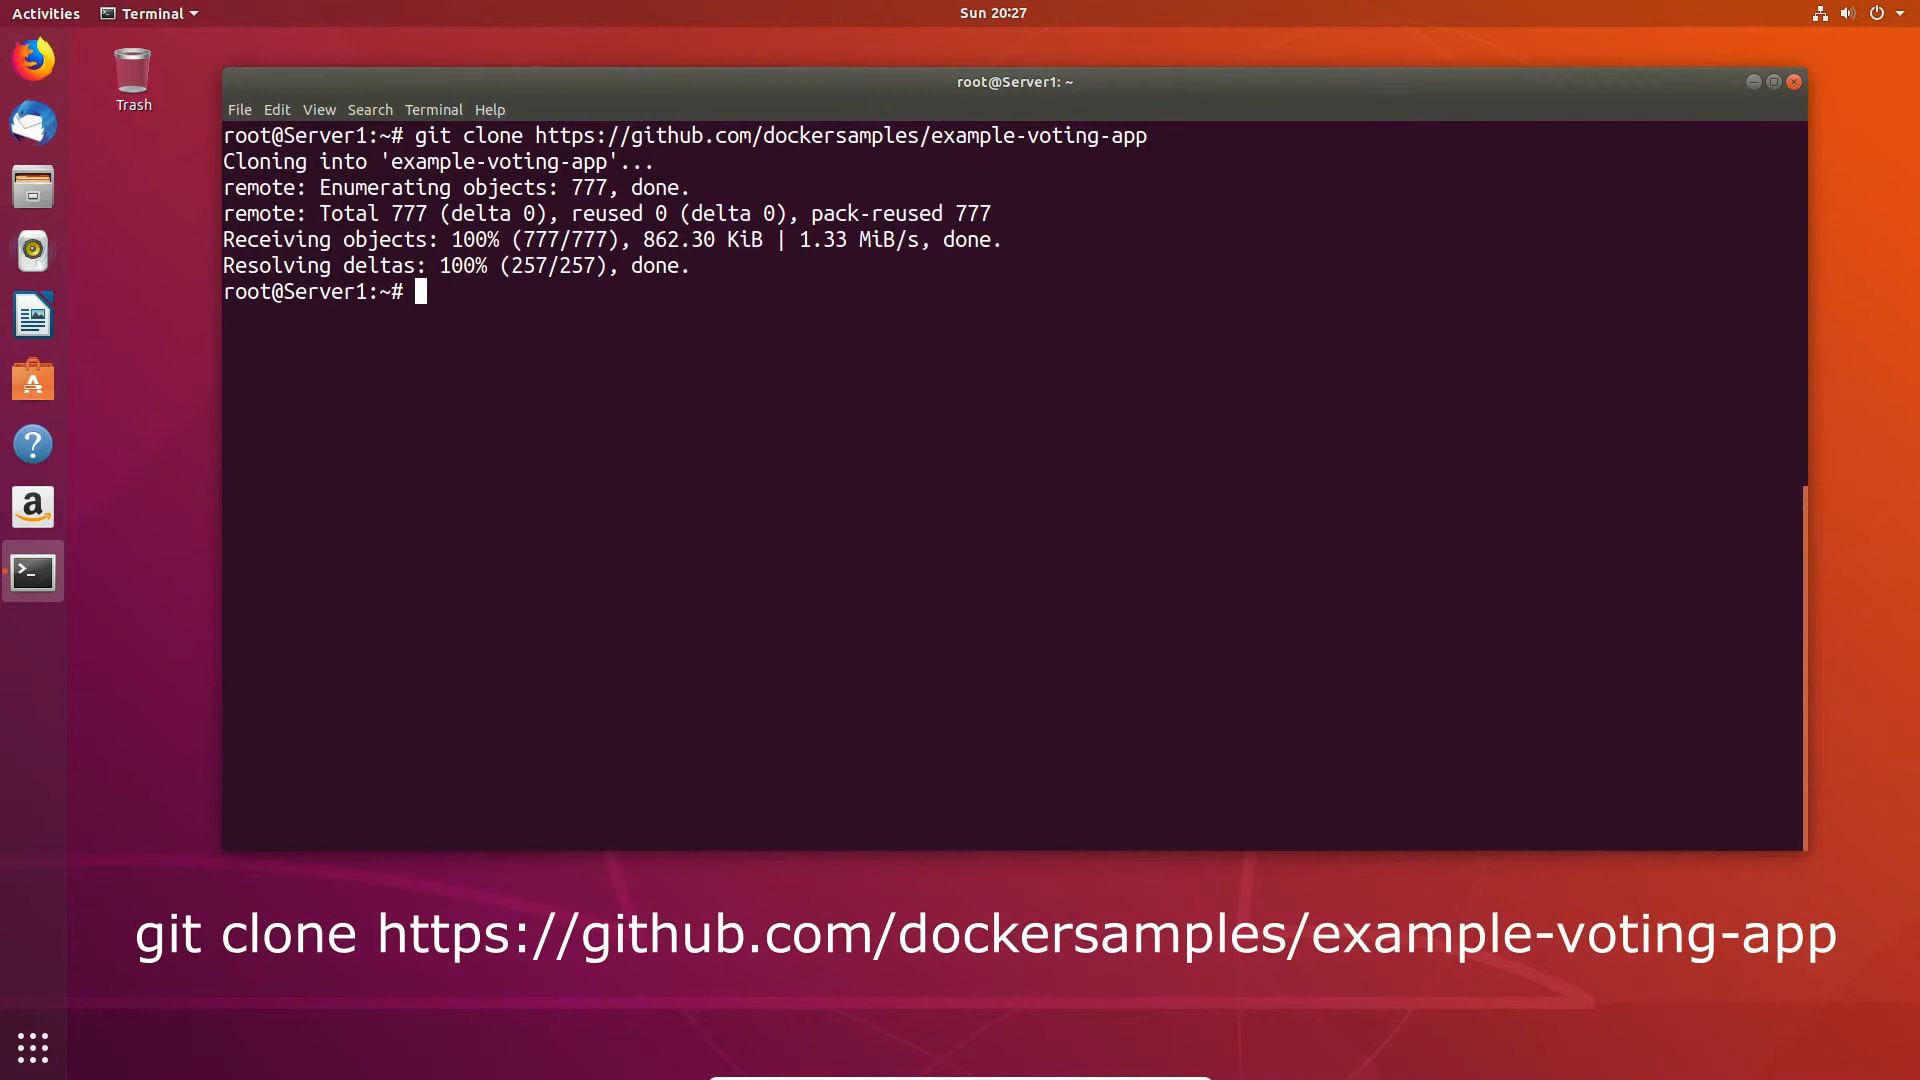 Activities Terminal Sun 20:27
Trash
root@Server1: ~
File Edit View Search Terminal Help
root@Server1:~# git clone https://github.com/dockersamples/example-voting-app
Cloning into 'example-voting-app'...
remote: Enumerating objects: 777, done.
remote: Total 777 (delta 0), reused 0 (delta 0), pack-reused 777
Receiving objects: 100% (777/777), 862.30 KiB | 1.33 MiB/s, done.
Resolving deltas: 100% (257/257), done.
root@Server1:~#
git clone https://github.com/dockersamples/example-voting-app